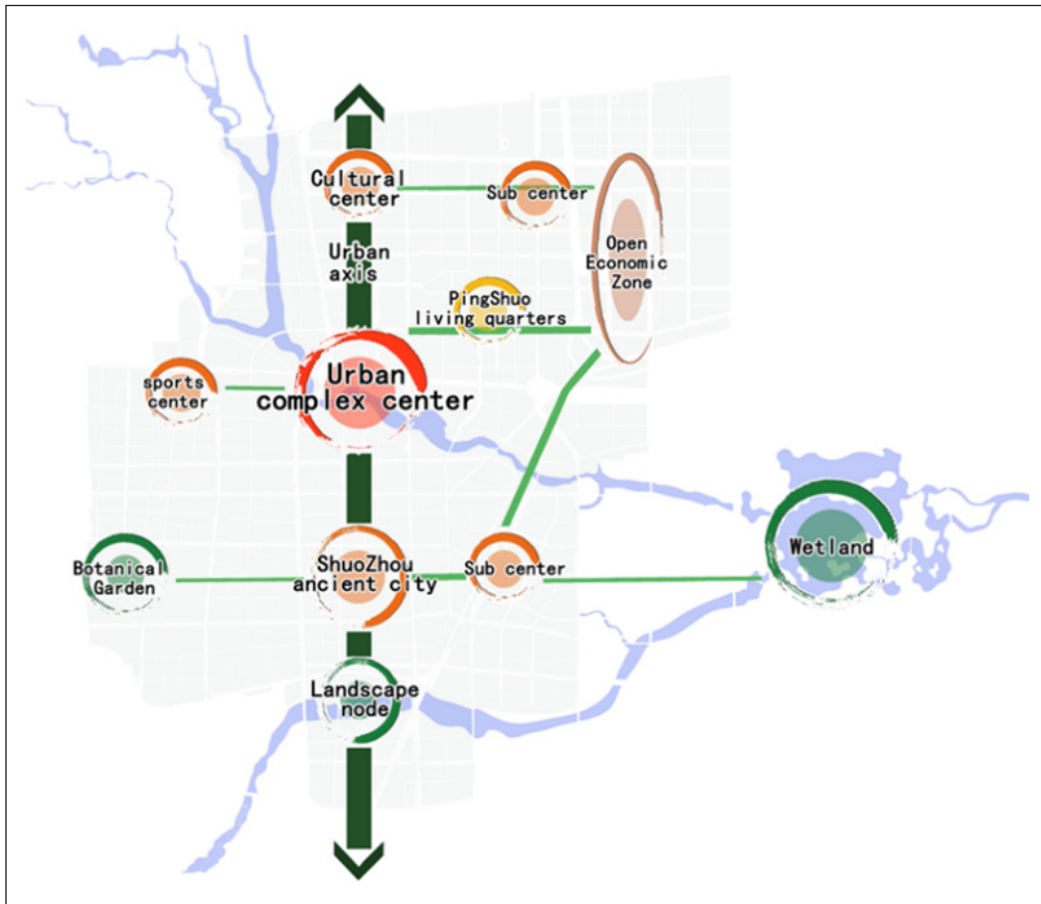 Cultural
center
Sub center
Urban
axis
Open
Economic
Zone
PingShuo
living quarters
Urban
complex center
sports
center
Wetland
Botanical
Garden
ShuoZhou
ancient city
Sub center
Landscape
node